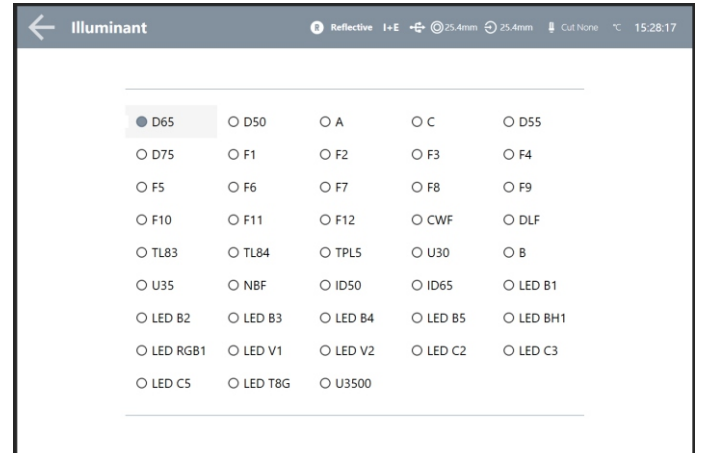 Illuminant R Reflective I+E 25.4mm 25.4mm Cut None ℃ 15:28:17
D65 D50 A C D55
D75 F1 F2 F3 F4
F5 F6 F7 F8 F9
F10 F11 F12 CWF DLF
TL83 TL84 TPL5 U30 B
U35 NBF ID50 ID65 LED B1
LED B2 LED B3 LED B4 LED B5 LED BH1
LED RGB1 LED V1 LED V2 LED C2 LED C3
LED C5 LED T8G U3500